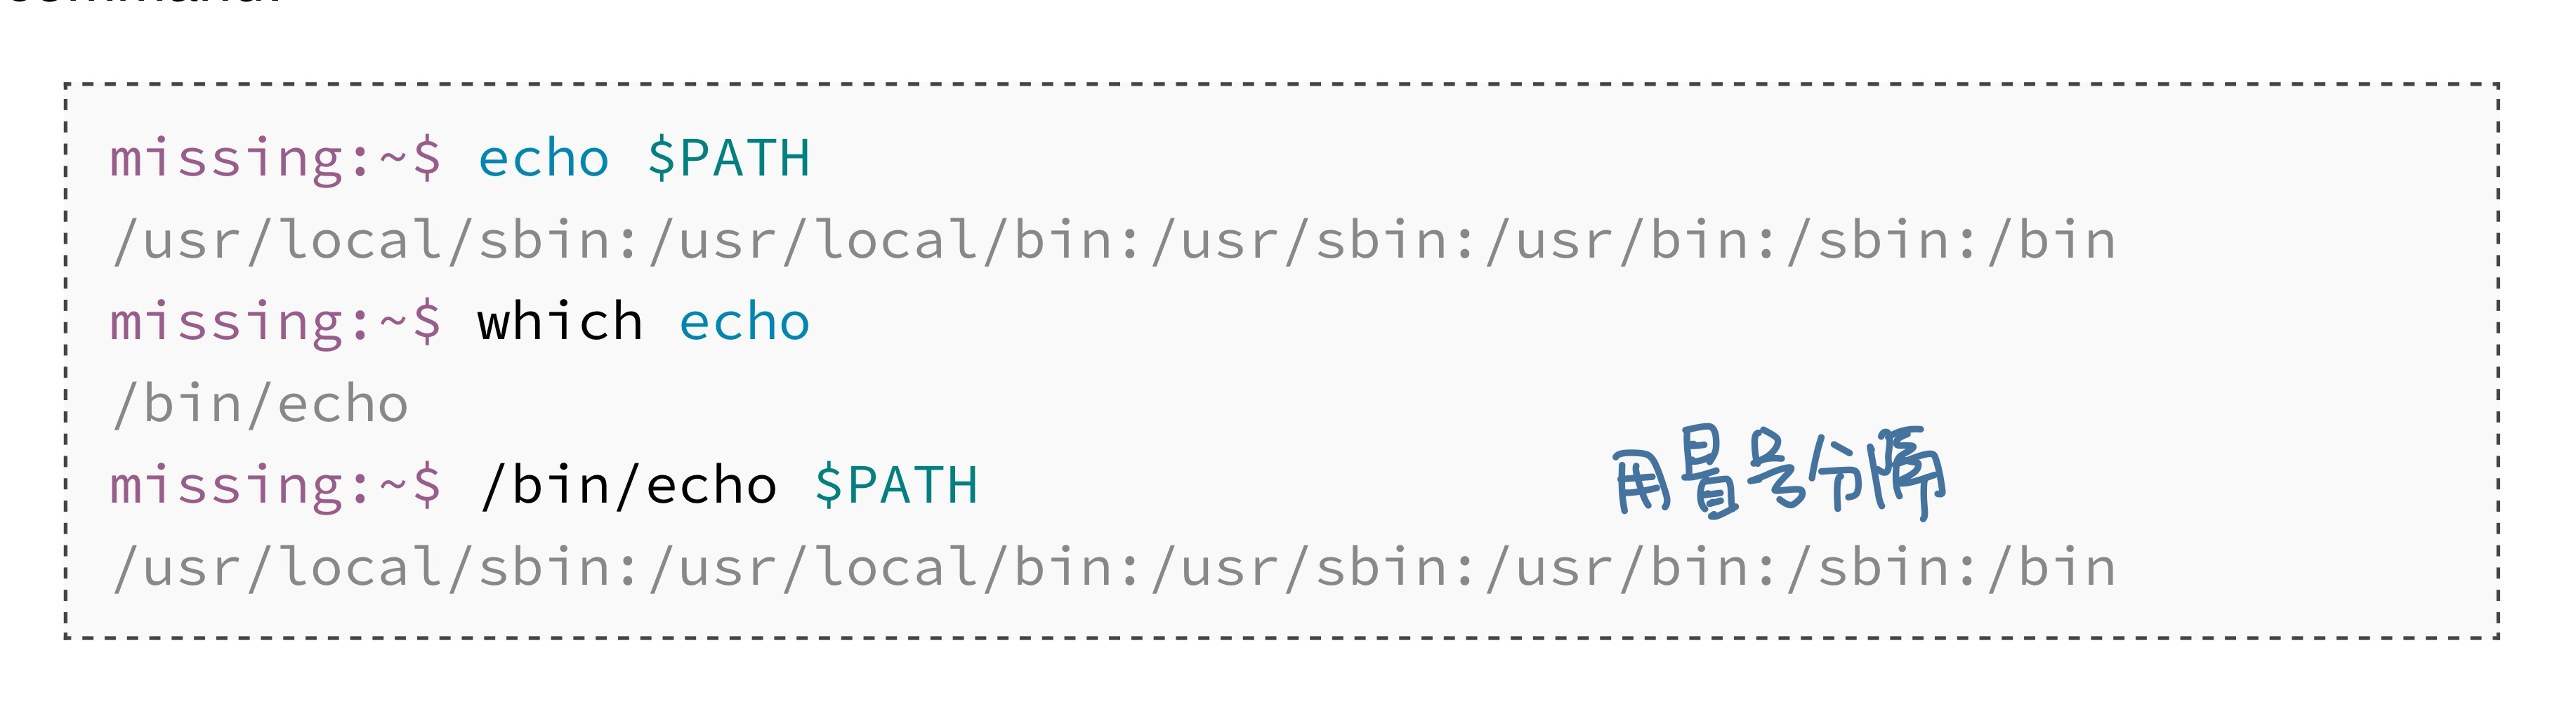 missing:~$ echo $PATH
/usr/local/sbin:/usr/local/bin:/usr/sbin:/usr/bin:/sbin:/bin
missing:~$ which echo
/bin/echo
missing:~$ /bin/echo $PATH
用冒号分隔
/usr/local/sbin:/usr/local/bin:/usr/sbin:/usr/bin:/sbin:/bin